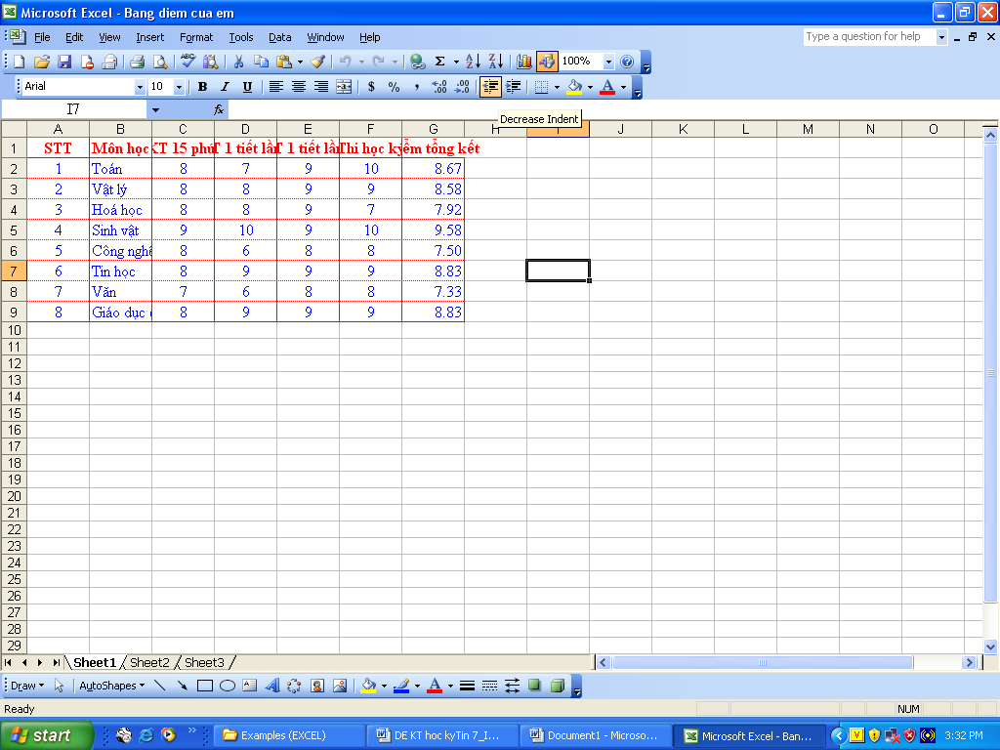 Microsoft Excel - Bang diem cua em
File Edit View Insert Format Tools Data Window Help Type a question for help
100%
Arial 10 B I U $ % ,
I7 fx
Decrease Indent
A B C D E F G H I J K L M N O
1 STT Môn học KT 15 phú 1 tiết lần 1 tiết lần Thi học kỳ ểm tổng kết
2 1 Toán 8 7 9 10 8.67
3 2 Vật lý 8 8 9 9 8.58
4 3 Hoá học 8 8 9 7 7.92
5 4 Sinh vật 9 10 9 10 9.58
6 5 Công nghệ 8 6 8 8 7.50
7 6 Tin học 8 9 9 9 8.83
8 7 Văn 7 6 8 8 7.33
9 8 Giáo dục 8 9 9 9 8.83
10
11
12
13
14
15
16
17
18
19
20
21
22
23
24
25
26
27
28
29
Sheet1 Sheet2 Sheet3
Draw AutoShapes
Ready NUM
start Examples (EXCEL) DE KT hoc kyTin 7_I... Document1 - Microso... Microsoft Excel - Ban... 3:32 PM